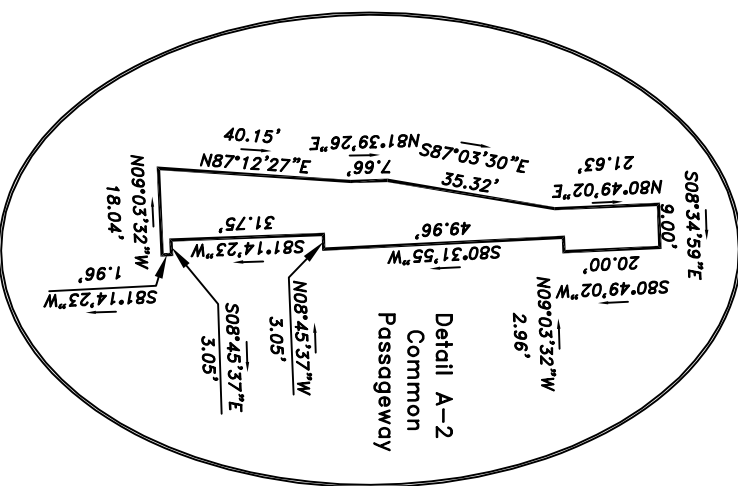 40.15'
N87°12'27"E
N81°39'26"E
7.66'
S87°03'30"E
35.32'
21.63'
N80°49'02"E
S08°34'59"E
9.00'
20.00'
S80°49'02"W
N09°03'32"W
2.96'
49.96'
S80°31'55"W
N08°45'37"W
3.05'
31.75'
S81°14'23"W
S08°45'37"E
3.05'
1.96'
S81°14'23"W
N09°03'32"W
18.04'
Detail A-2
Common
Passageway